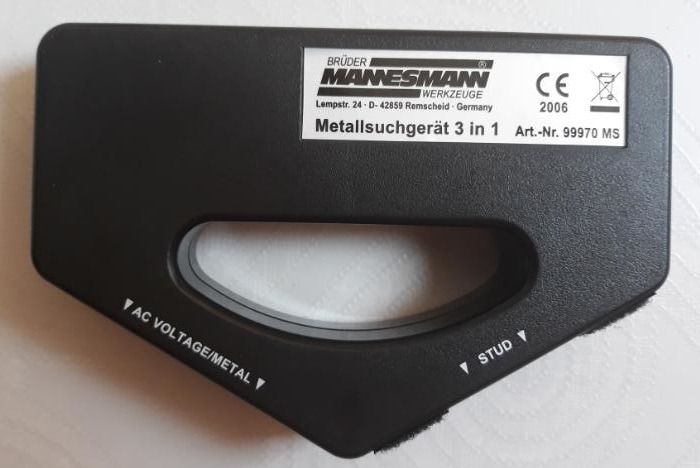 BRÜDER
MANNESMANN ®
WERKZEUGE
Lempstr. 24 · D- 42859 Remscheid · Germany
CE
2006
Metallsuchgerät 3 in 1 Art.-Nr. 99970 MS
▼ AC VOLTAGE/METAL ▼
▼ STUD ▼